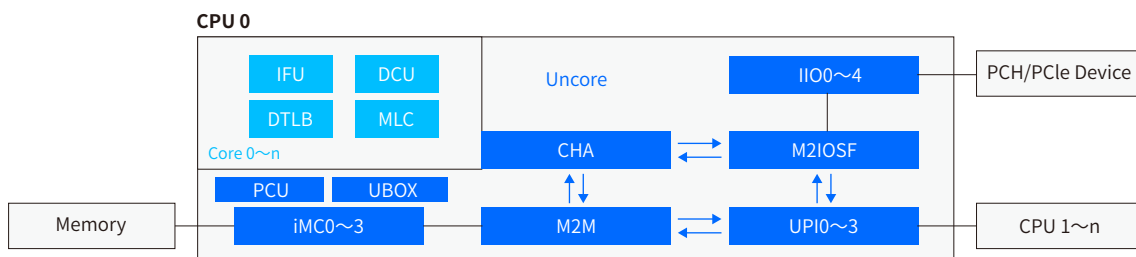 CPU 0
IFU
DCU
DTLB
MLC
Core 0～n
Uncore
IIO0～4
PCH/PCle Device
CHA
M2IOSF
PCU
UBOX
Memory
iMC0～3
M2M
UPI0～3
CPU 1～n